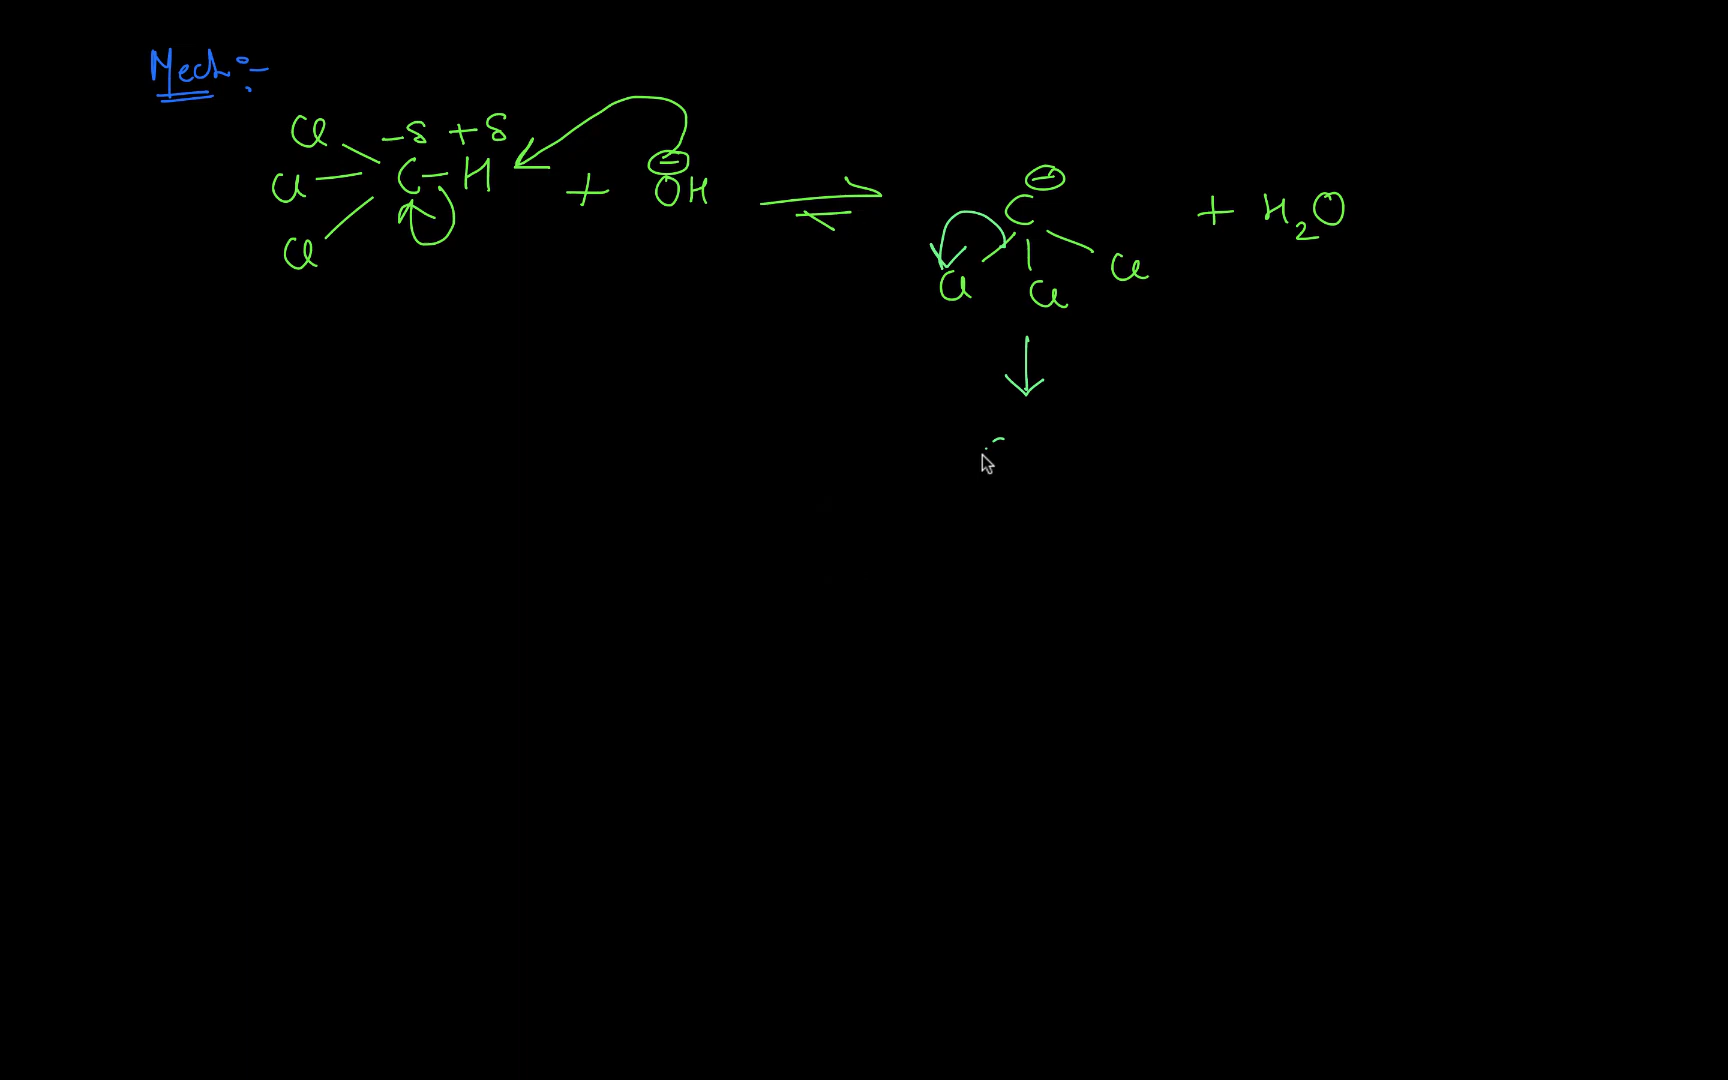 Mech :-
Cl -δ +δ
Cl C-H + ⊖OH ⇌ C⊖ + H₂O
Cl
Cl Cl Cl